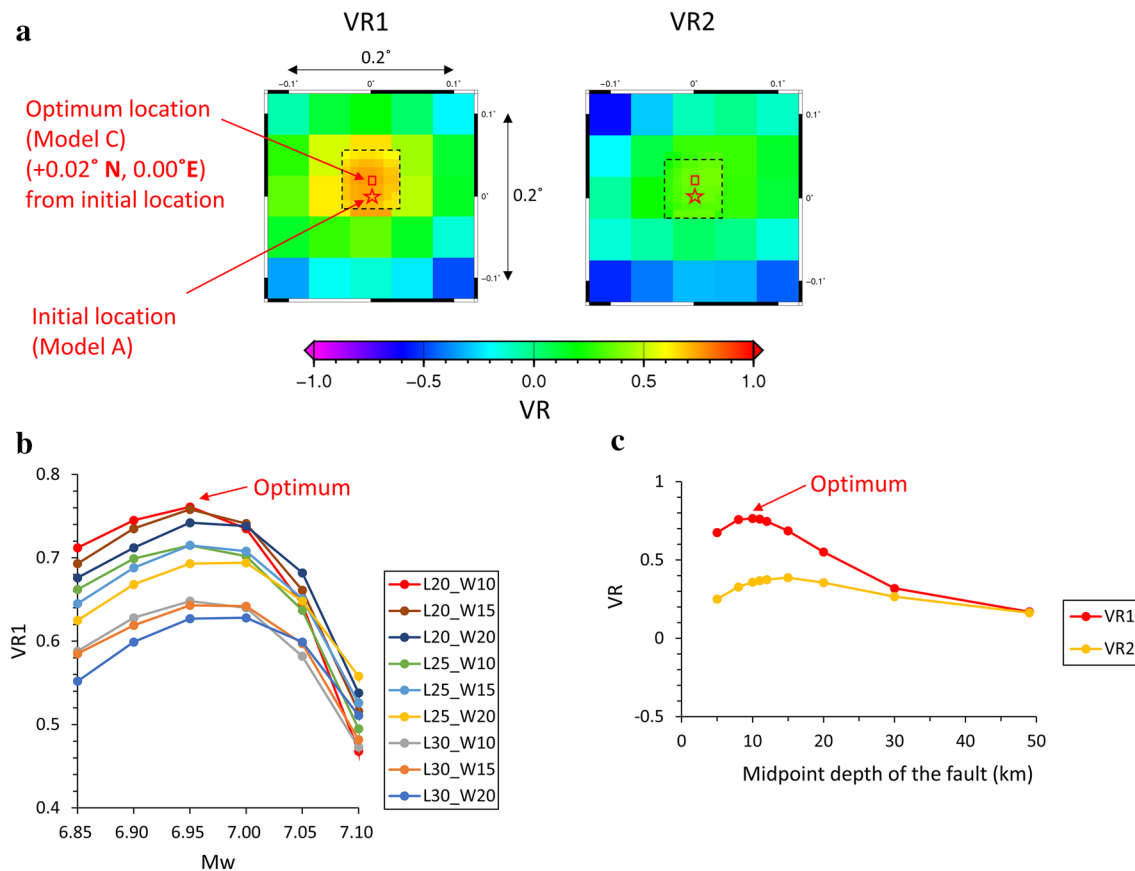 a
VR1
VR2
0.2˚
−0.1˚
0˚
0.1˚
−0.1˚
0˚
0.1˚
Optimum location
(Model C)
(+0.02˚ N, 0.00˚E)
from initial location
0.1˚
0˚
−0.1˚
0.2˚
0.1˚
0˚
−0.1˚
Initial location
(Model A)
−1.0
−0.5
0.0
0.5
1.0
VR
b
0.8
0.7
0.6
0.5
0.4
VR1
Optimum
6.85
6.90
6.95
7.00
7.05
7.10
Mw
L20_W10
L20_W15
L20_W20
L25_W10
L25_W15
L25_W20
L30_W10
L30_W15
L30_W20
c
1
0.5
0
-0.5
VR
Optimum
0
10
20
30
40
50
Midpoint depth of the fault (km)
VR1
VR2